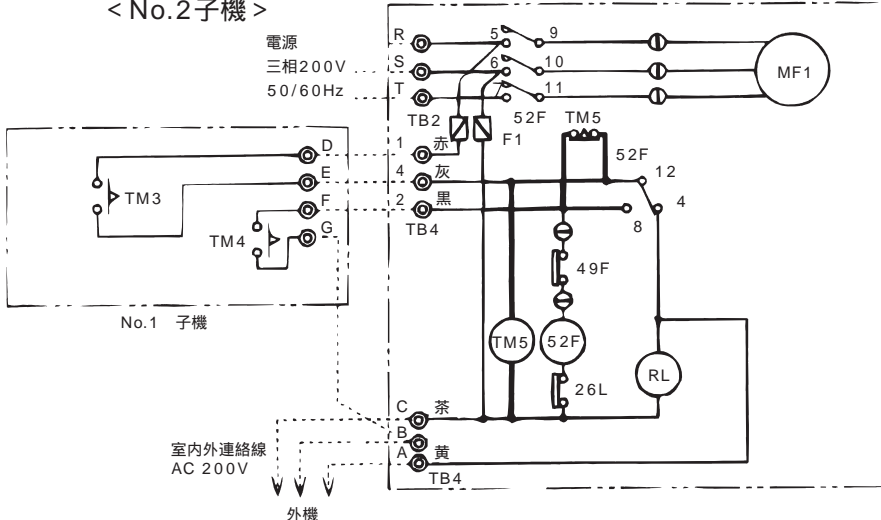 <No.2子機>
電源
三相200V
50/60Hz
R
S
T
TB2
5
6
9
10
11
52F
F1
MF1
TM5
52F
12
4
8
D
E
F
G
TM3
TM4
No.1 子機
1
4
2
赤
灰
黒
TB4
49F
TM5
52F
26L
RL
C
B
A
茶
黄
TB4
室内外連絡線
AC 200V
外機